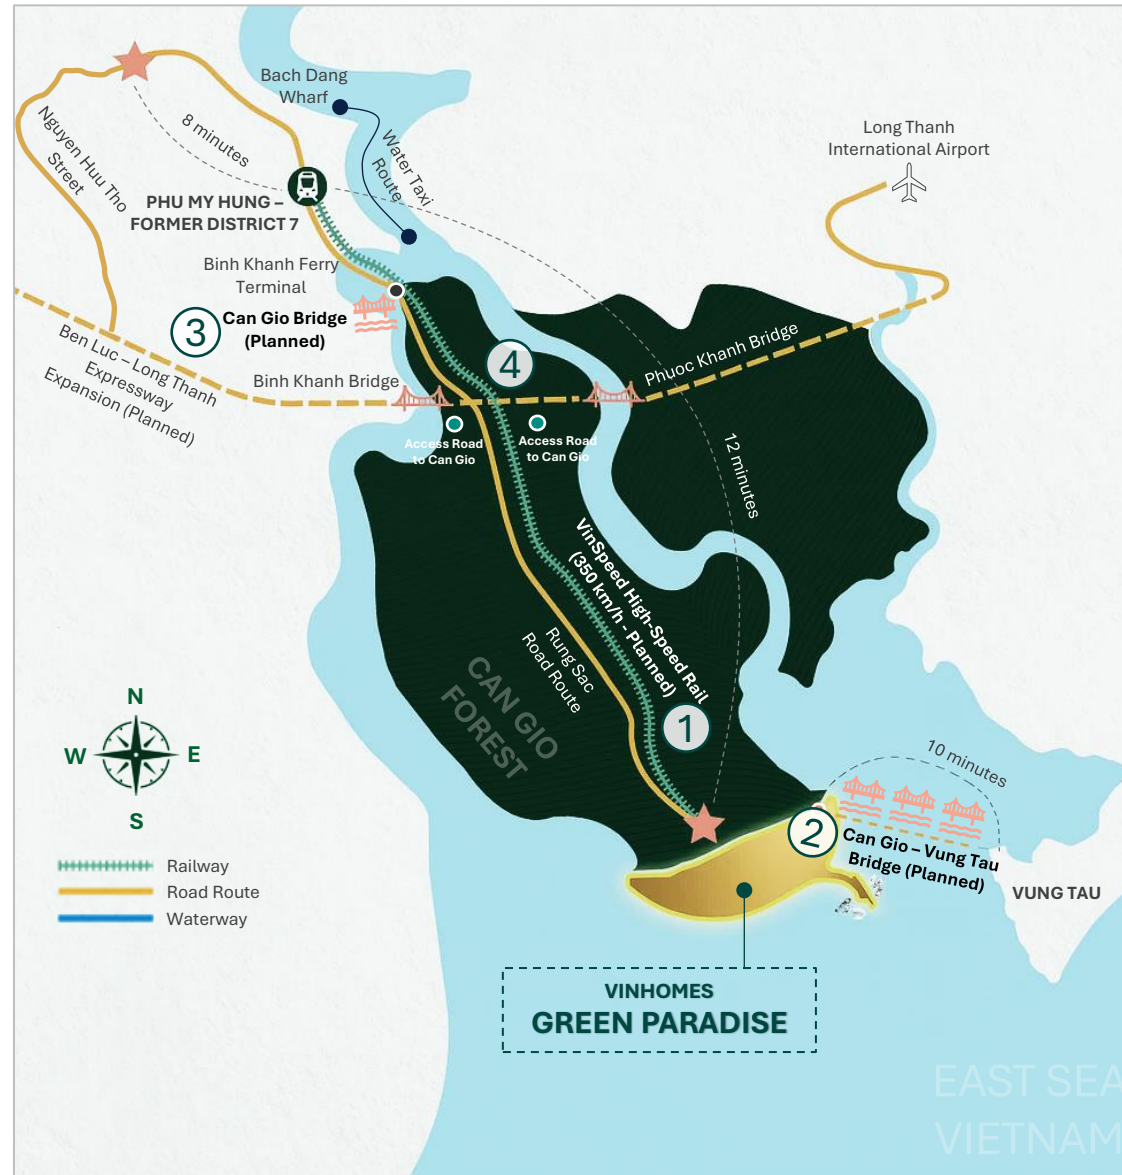 Bach Dang
Wharf
8 minutes
Nguyen Huu Tho
Street
Water Taxi
Route
Long Thanh
International Airport
PHU MY HUNG –
FORMER DISTRICT 7
Binh Khanh Ferry
Terminal
3
Can Gio Bridge
(Planned)
4
Phuoc Khanh Bridge
Ben Luc – Long Thanh
Expressway
Expansion (Planned)
Binh Khanh Bridge
Access Road
to Can Gio
Access Road
to Can Gio
12 minutes
VinSpeed High-Speed Rail
(350 km/h - Planned)
Rung Sac
Road Route
CAN GIO
FOREST
1
N
W
E
S
10 minutes
2
Can Gio – Vung Tau
Bridge (Planned)
Railway
Road Route
Waterway
VUNG TAU
VINHOMES
GREEN PARADISE
EAST SEA
VIETNAM